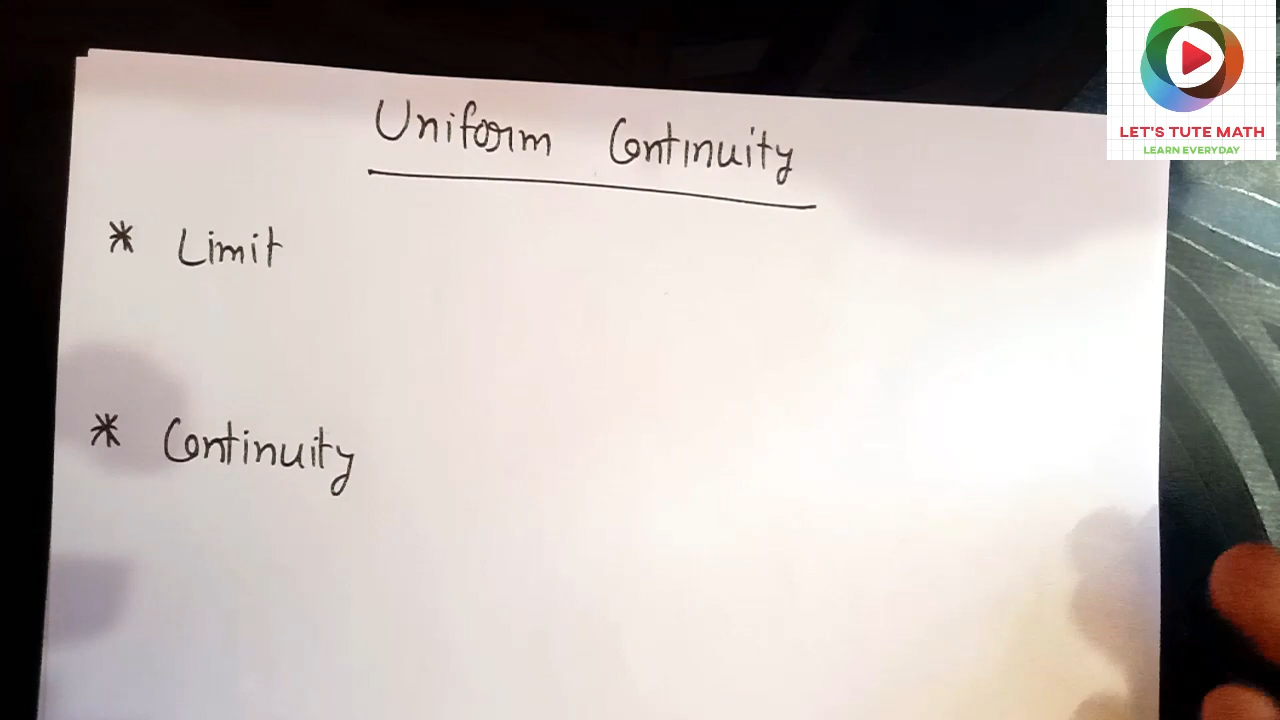 LET'S TUTE MATH
LEARN EVERYDAY
Uniform Continuity
* Limit
* Continuity